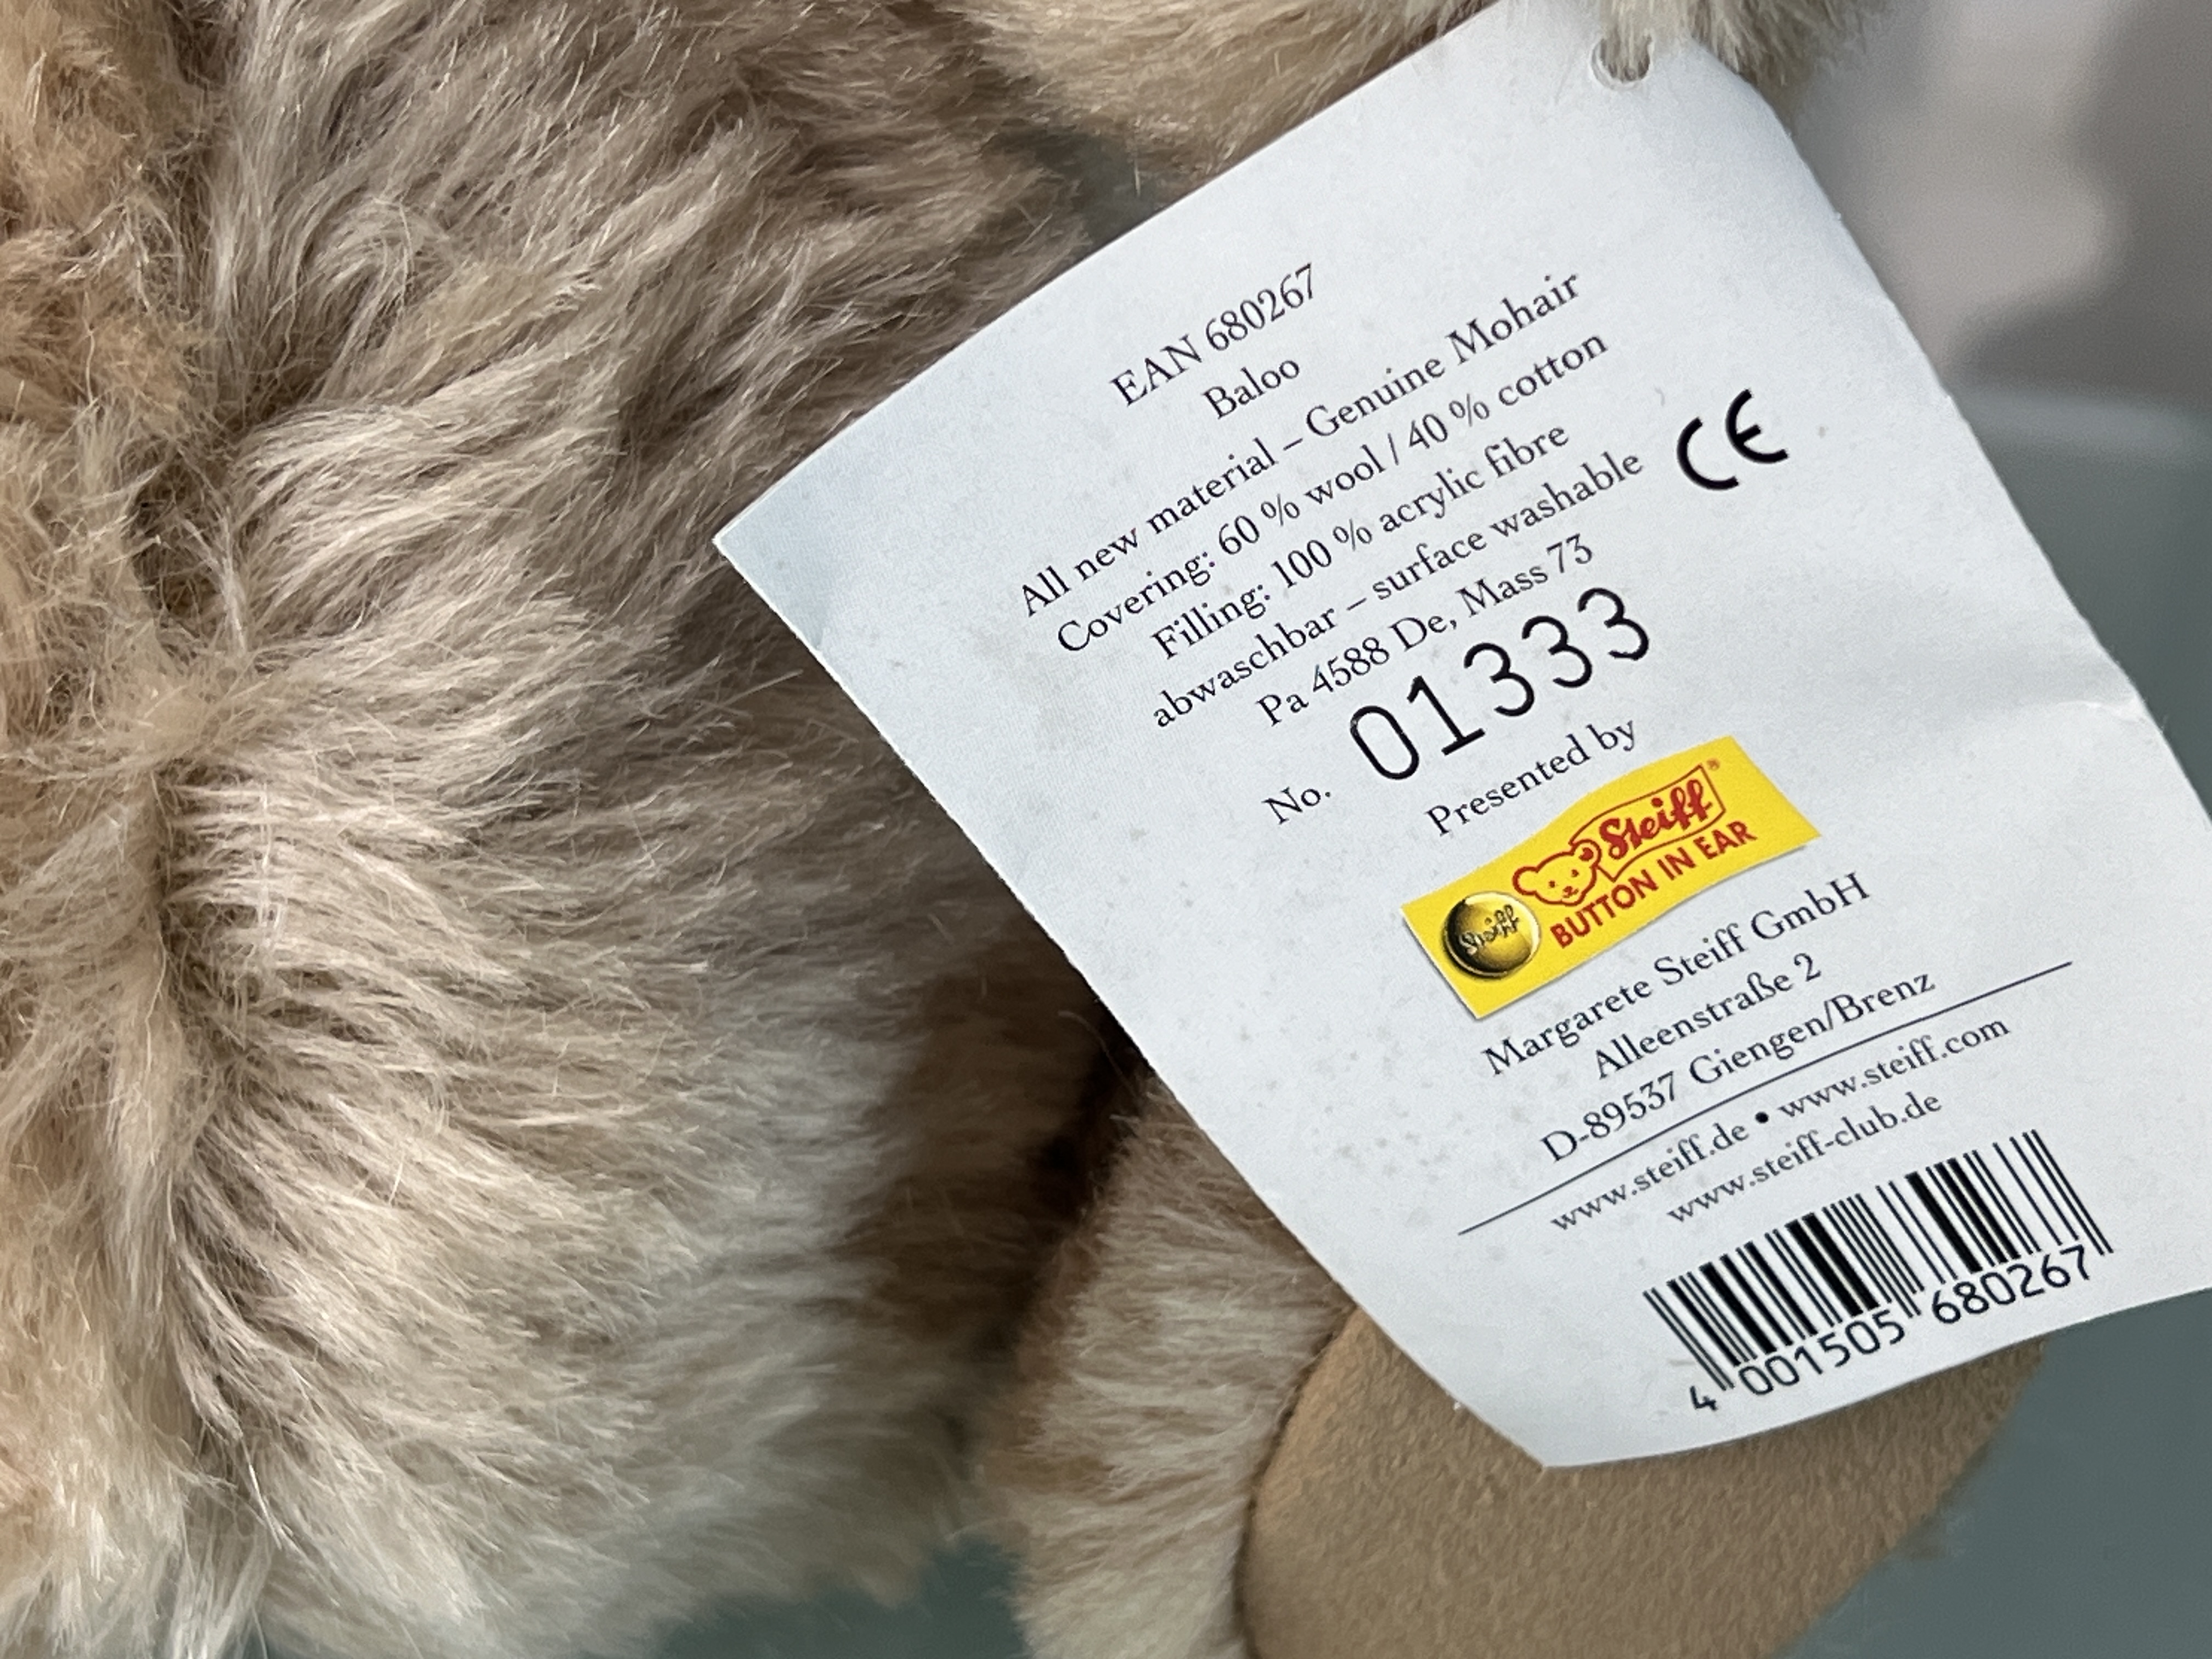 EAN 680267
Baloo
All new material – Genuine Mohair
Covering: 60 % wool / 40 % cotton
Filling: 100 % acrylic fibre
abwaschbar – surface washable
CE
Pa 4588 De, Mass 73
No. 01333
Presented by
Steiff®
BUTTON IN EAR
Steiff
Margarete Steiff GmbH
Alleenstraße 2
D-89537 Giengen/Brenz
www.steiff.de • www.steiff.com
www.steiff-club.de
4 001505 680267